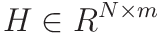 H ∈ R^{N×m}